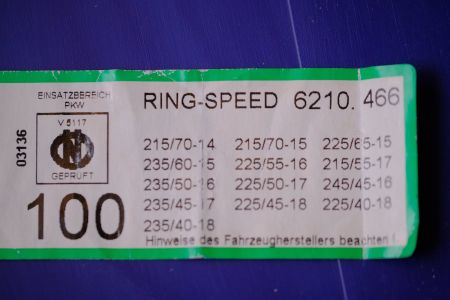 EINSATZBEREICH
PKW
V 5117
GEPRÜFT
03136
100
RING-SPEED 6210.466
215/70-14 215/70-15 225/65-15
235/60-15 225/55-16 215/55-17
235/50-16 225/50-17 245/45-16
235/45-17 225/45-18 225/40-18
235/40-18
Hinweise des Fahrzeugherstellers beachten !